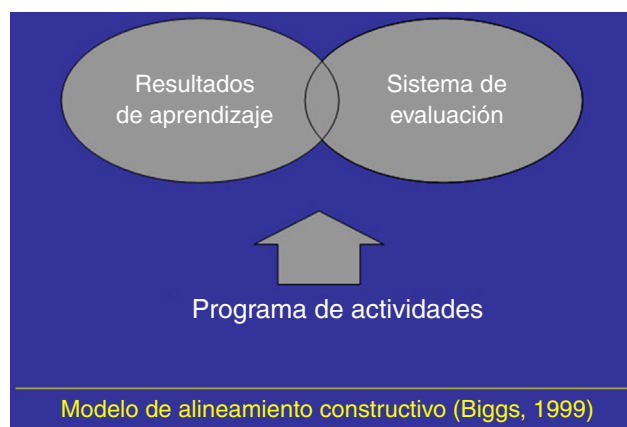 Resultados
de aprendizaje
Sistema de
evaluación
Programa de actividades
Modelo de alineamiento constructivo (Biggs, 1999)